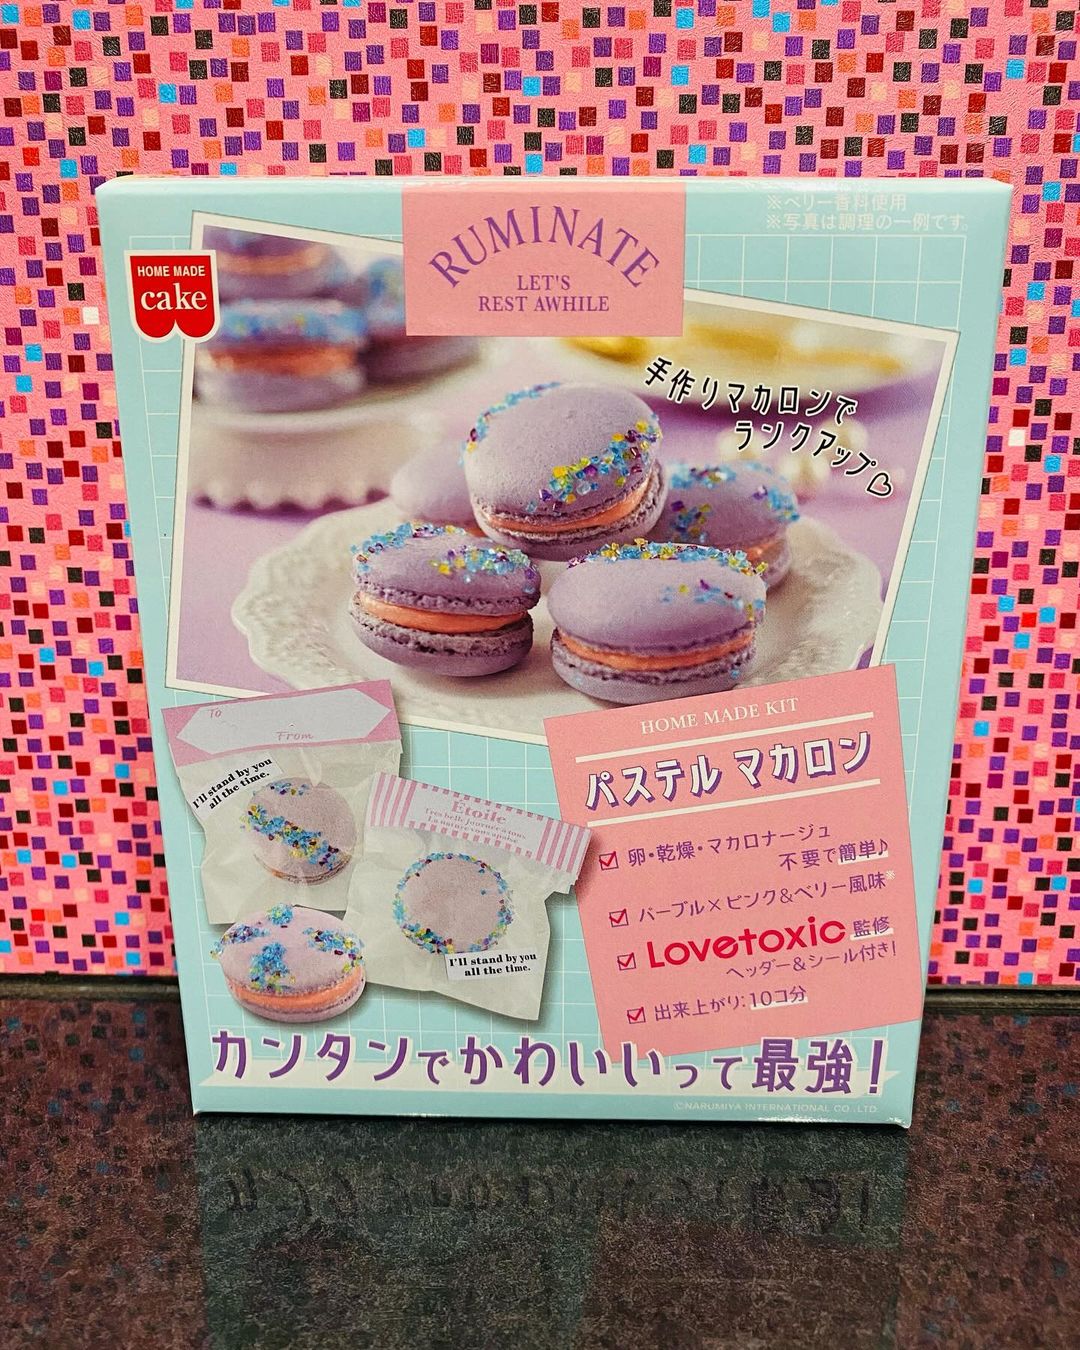 ※ベリー香料使用
※写真は調理の一例です。
RUMINATE
LET'S
REST AWHILE
HOME MADE
cake
手作りマカロンで
ランクアップ♡
To
From
I'll stand by you
all the time.
Étoile
I'll stand by you
all the time.
HOME MADE KIT
パステル マカロン
☑ 卵・乾燥・マカロナージュ
不要で簡単♪
☑ パープル×ピンク&ベリー風味※
☑ Lovetoxic 監修
ヘッダー&シール付き!
☑ 出来上がり:10コ分
カンタンでかわいいって最強!
©NARUMIYA INTERNATIONAL CO.,LTD.